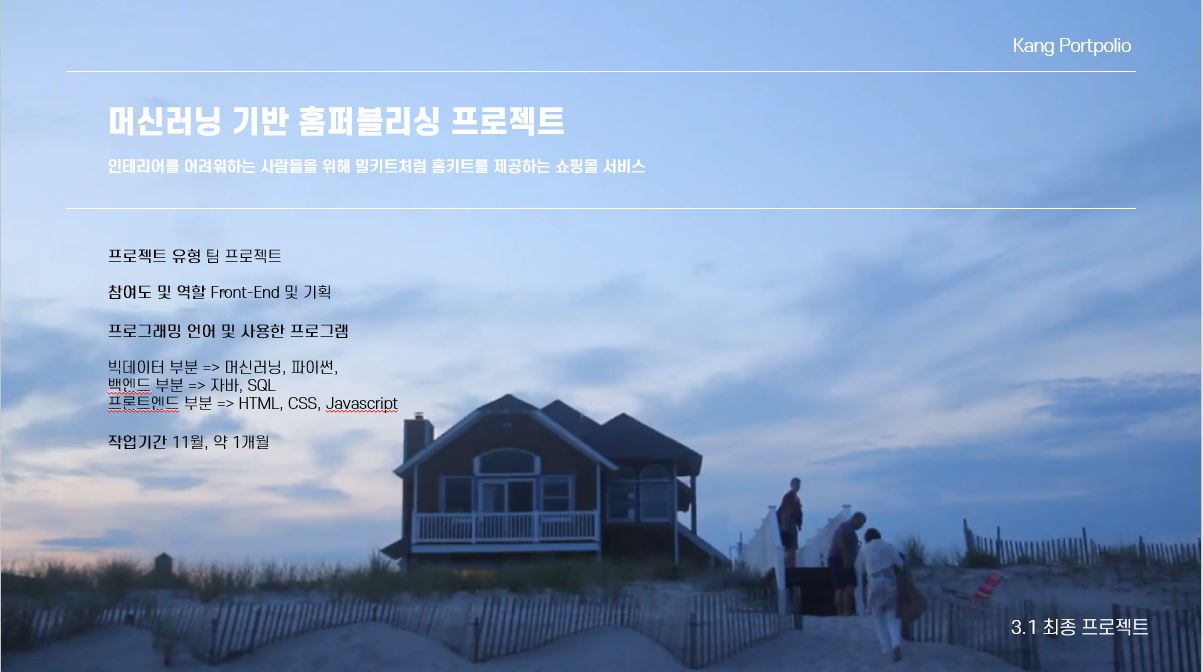 Kang Portpolio
머신러닝 기반 홈퍼블리싱 프로젝트
인테리어를 어려워하는 사람들을 위해 밀키트처럼 홈키트를 제공하는 쇼핑몰 서비스
프로젝트 유형 팀 프로젝트
참여도 및 역할 Front-End 및 기획
프로그래밍 언어 및 사용한 프로그램
빅데이터 부분 => 머신러닝, 파이썬,
백엔드 부분 => 자바, SQL
프론트엔드 부분 => HTML, CSS, Javascript
작업기간 11월, 약 1개월
3.1 최종 프로젝트